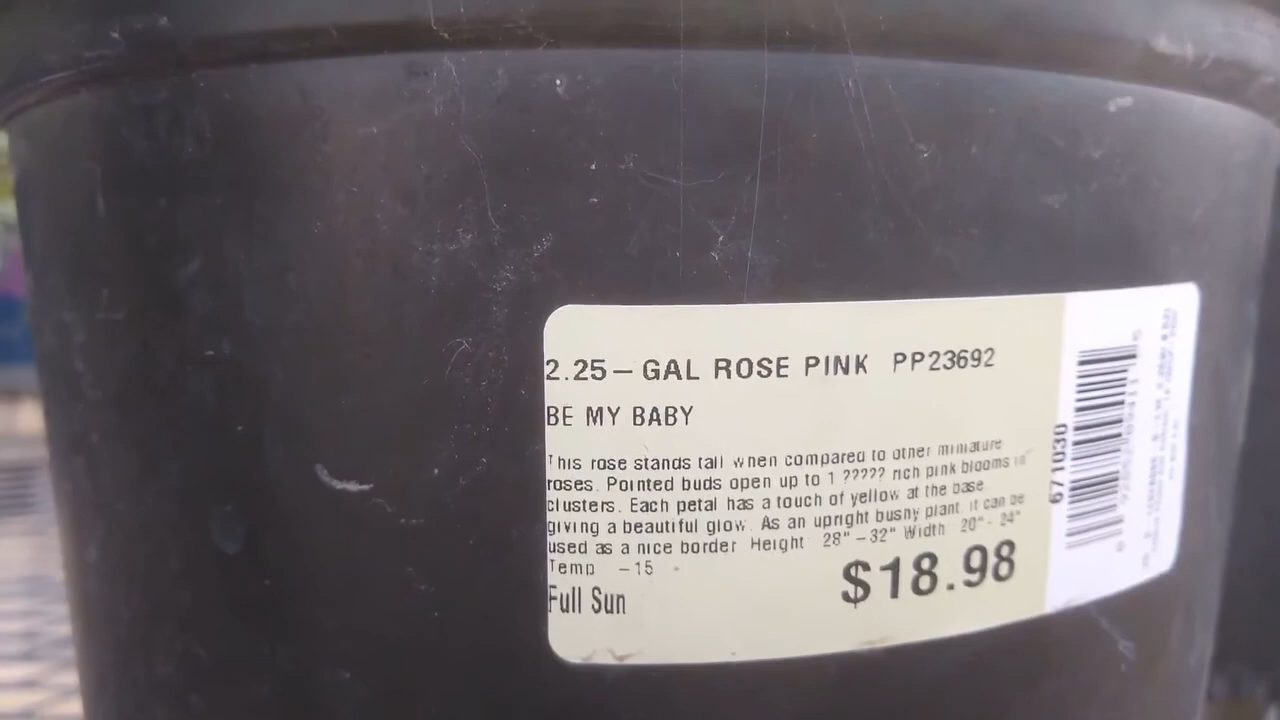 2.25-GAL ROSE PINK PP23692
BE MY BABY
This rose stands tall when compared to other miniature
roses. Pointed buds open up to 1 ????? rich pink blooms in
clusters. Each petal has a touch of yellow at the base
giving a beautiful glow. As an upright bushy plant, it can be
used as a nice border Height 28"-32" Width 20"-24"
Temp -15
Full Sun
$18.98
671030